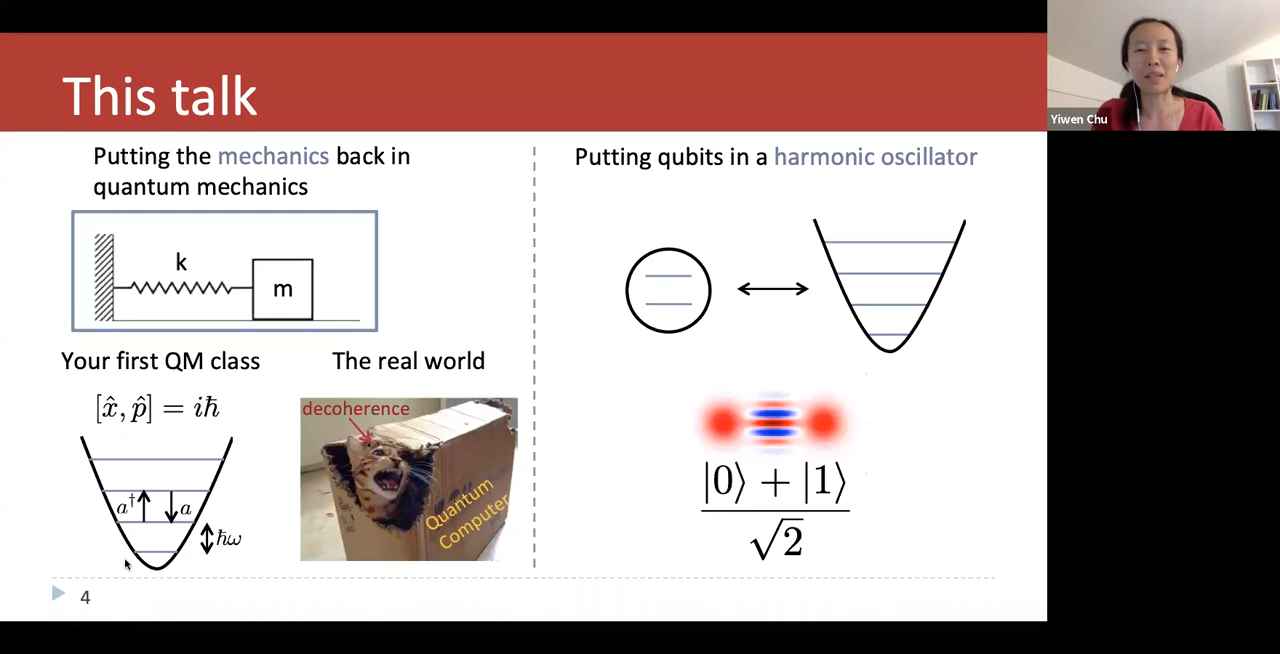 This talk
Yiwen Chu
Putting the mechanics back in
quantum mechanics
k
m
Your first QM class
The real world
[x̂, p̂] = iħ
a†
a
ħω
decoherence
Quantum
Computer
Putting qubits in a harmonic oscillator
|0⟩ + |1⟩
√2
4